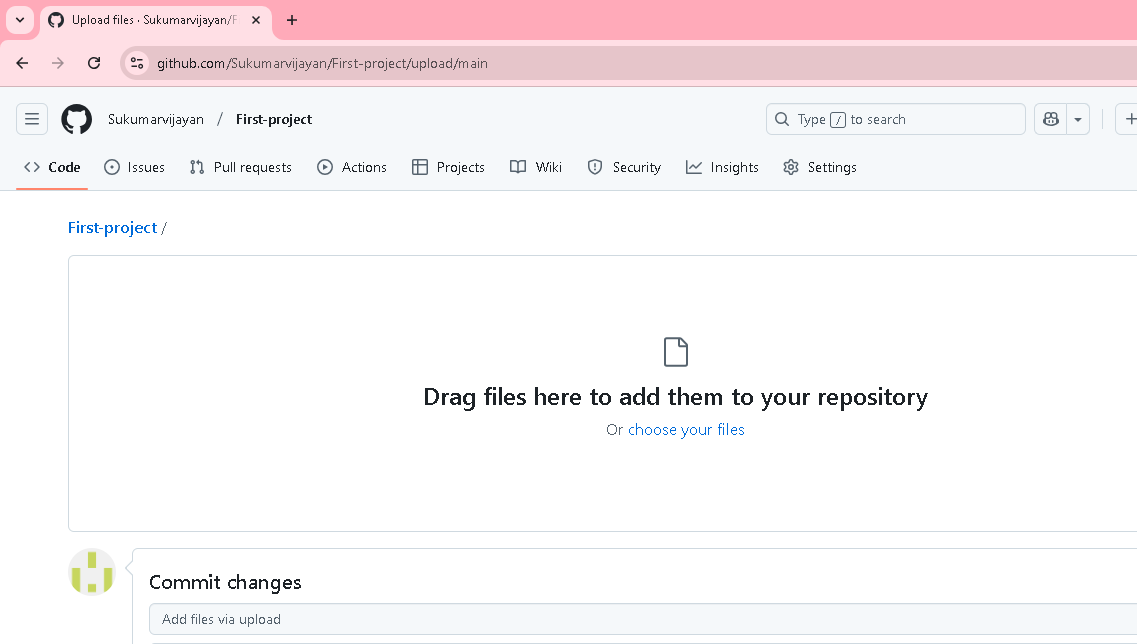 Upload files · Sukumarvijayan/F
github.com/Sukumarvijayan/First-project/upload/main
Sukumarvijayan / First-project
Type / to search
Code Issues Pull requests Actions Projects Wiki Security Insights Settings
First-project /
Drag files here to add them to your repository
Or choose your files
Commit changes
Add files via upload